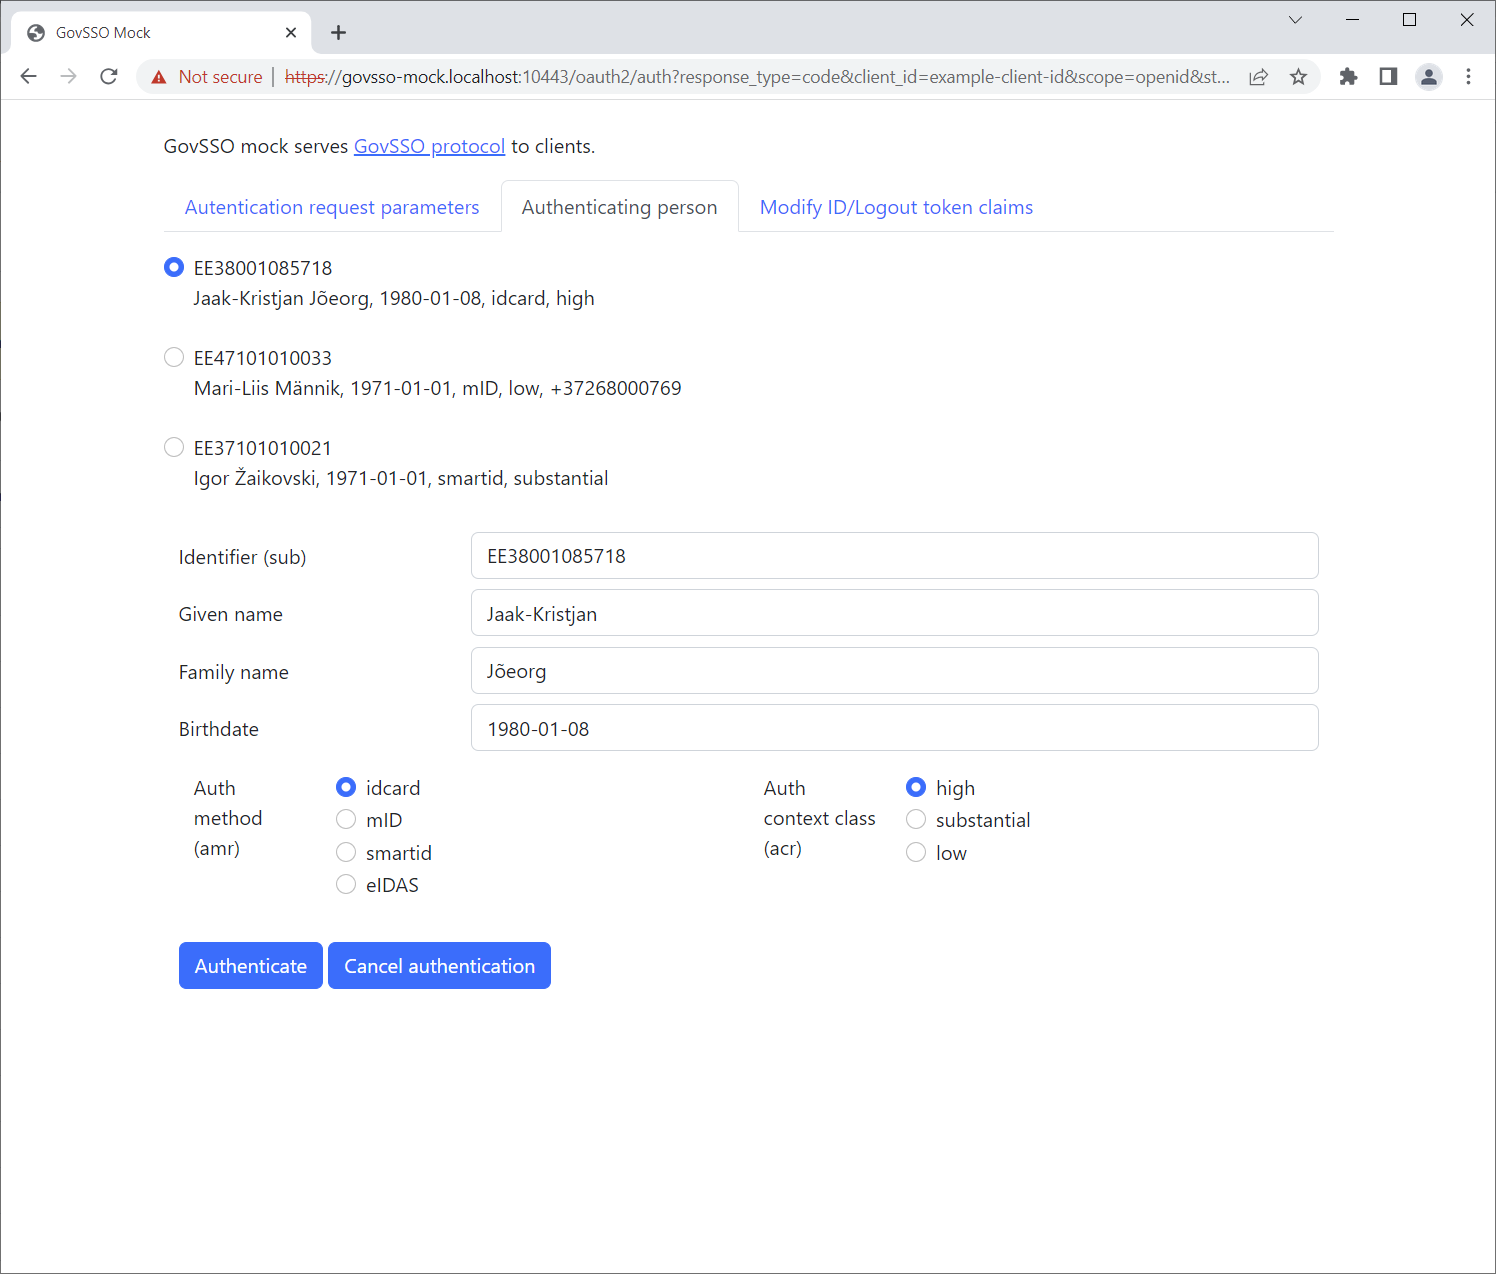 GovSSO Mock
Not secure | https://govsso-mock.localhost:10443/oauth2/auth?response_type=code&client_id=example-client-id&scope=openid&st...
GovSSO mock serves GovSSO protocol to clients.
Autentication request parameters
Authenticating person
Modify ID/Logout token claims
EE38001085718
Jaak-Kristjan Jõeorg, 1980-01-08, idcard, high
EE47101010033
Mari-Liis Männik, 1971-01-01, mID, low, +37268000769
EE37101010021
Igor Žaikovski, 1971-01-01, smartid, substantial
Identifier (sub)
EE38001085718
Given name
Jaak-Kristjan
Family name
Jõeorg
Birthdate
1980-01-08
Auth
method
(amr)
idcard
mID
smartid
eIDAS
Auth
context class
(acr)
high
substantial
low
Authenticate
Cancel authentication